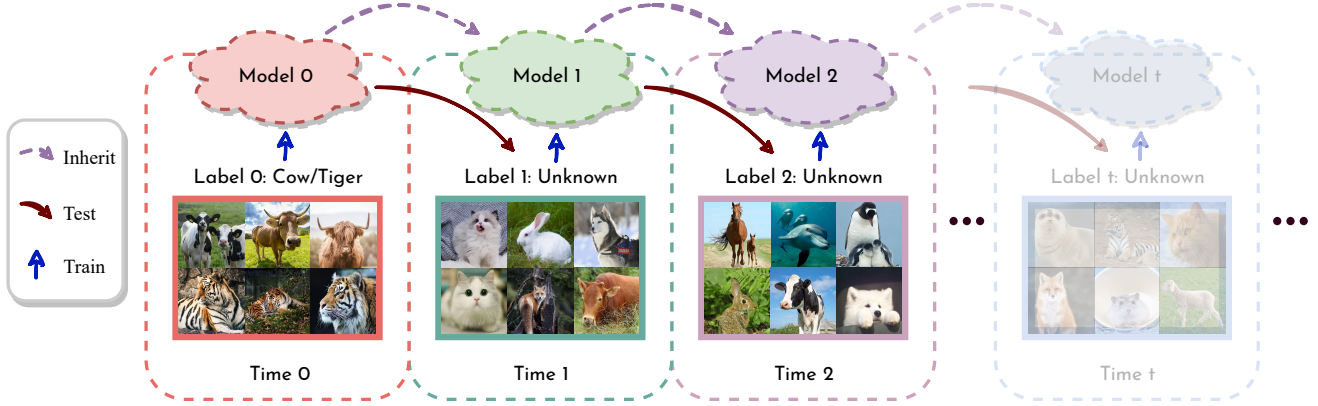 Model 0
Model 1
Model 2
Model t
Inherit
Test
Train
Label 0: Cow/Tiger
Label 1: Unknown
Label 2: Unknown
Label t: Unknown
Time 0
Time 1
Time 2
Time t